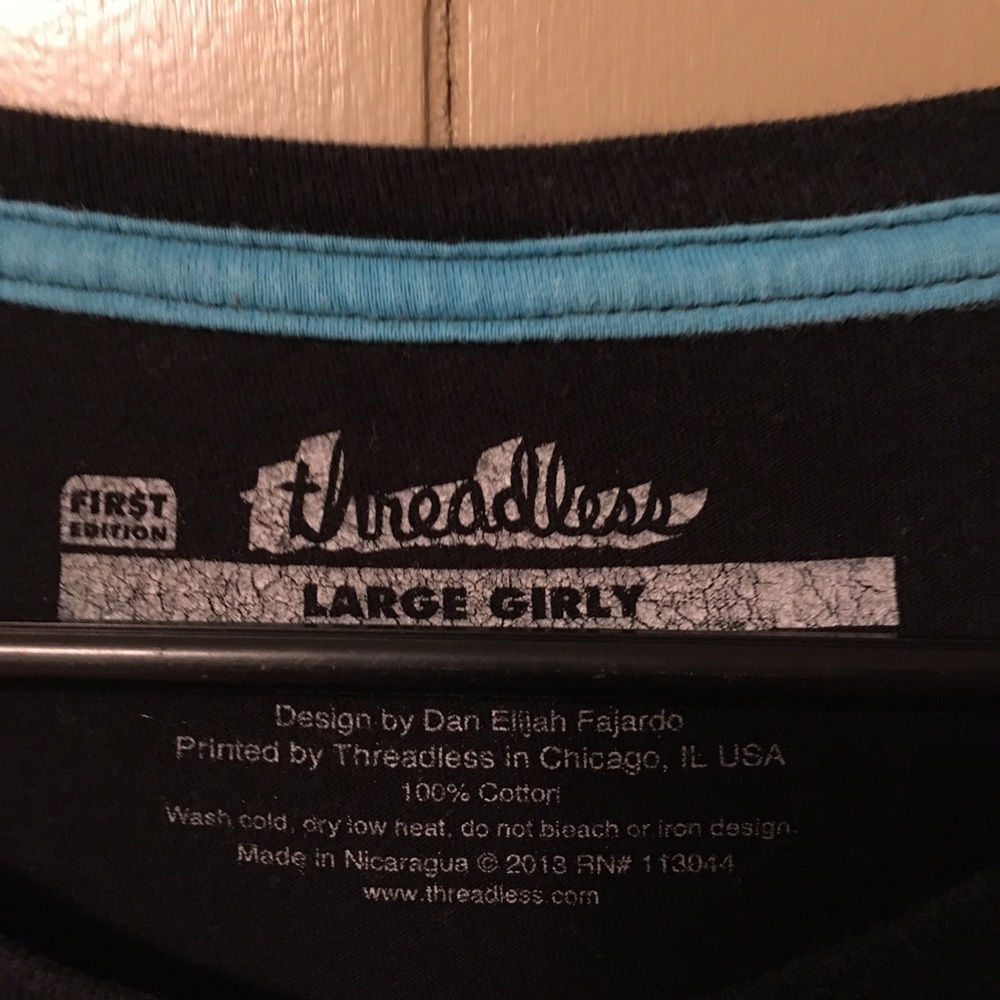 FIRST
EDITION
threadless
LARGE GIRLY
Design by Dan Elijah Fajardo
Printed by Threadless in Chicago, IL USA
100% Cotton
Wash cold, dry low heat, do not bleach or iron design.
Made in Nicaragua © 2013 RN# 113044
www.threadless.com